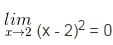 lim
x→2 (x - 2)² = 0